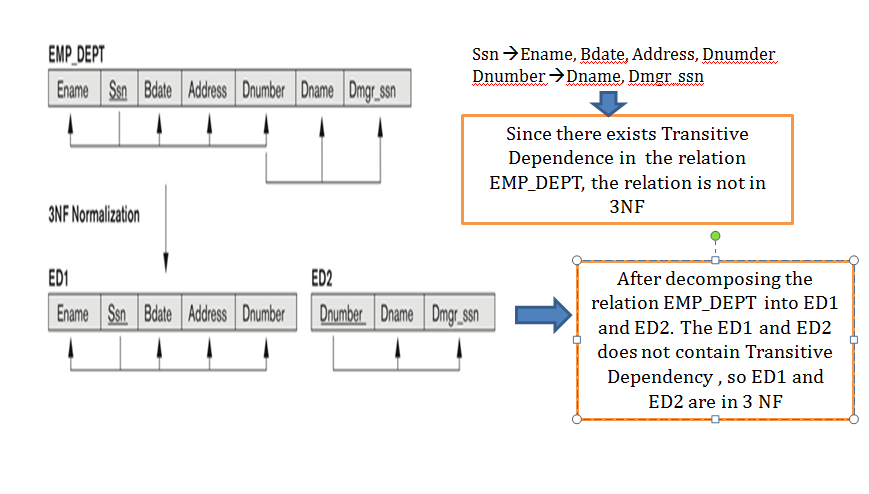 EMP_DEPT
Ename Ssn Bdate Address Dnumber Dname Dmgr_ssn
3NF Normalization
ED1
Ename Ssn Bdate Address Dnumber
ED2
Dnumber Dname Dmgr_ssn
Ssn →Ename, Bdate, Address, Dnumder
Dnumber →Dname, Dmgr ssn
Since there exists Transitive
Dependence in the relation
EMP_DEPT, the relation is not in
3NF
After decomposing the
relation EMP_DEPT into ED1
and ED2. The ED1 and ED2
does not contain Transitive
Dependency , so ED1 and
ED2 are in 3 NF